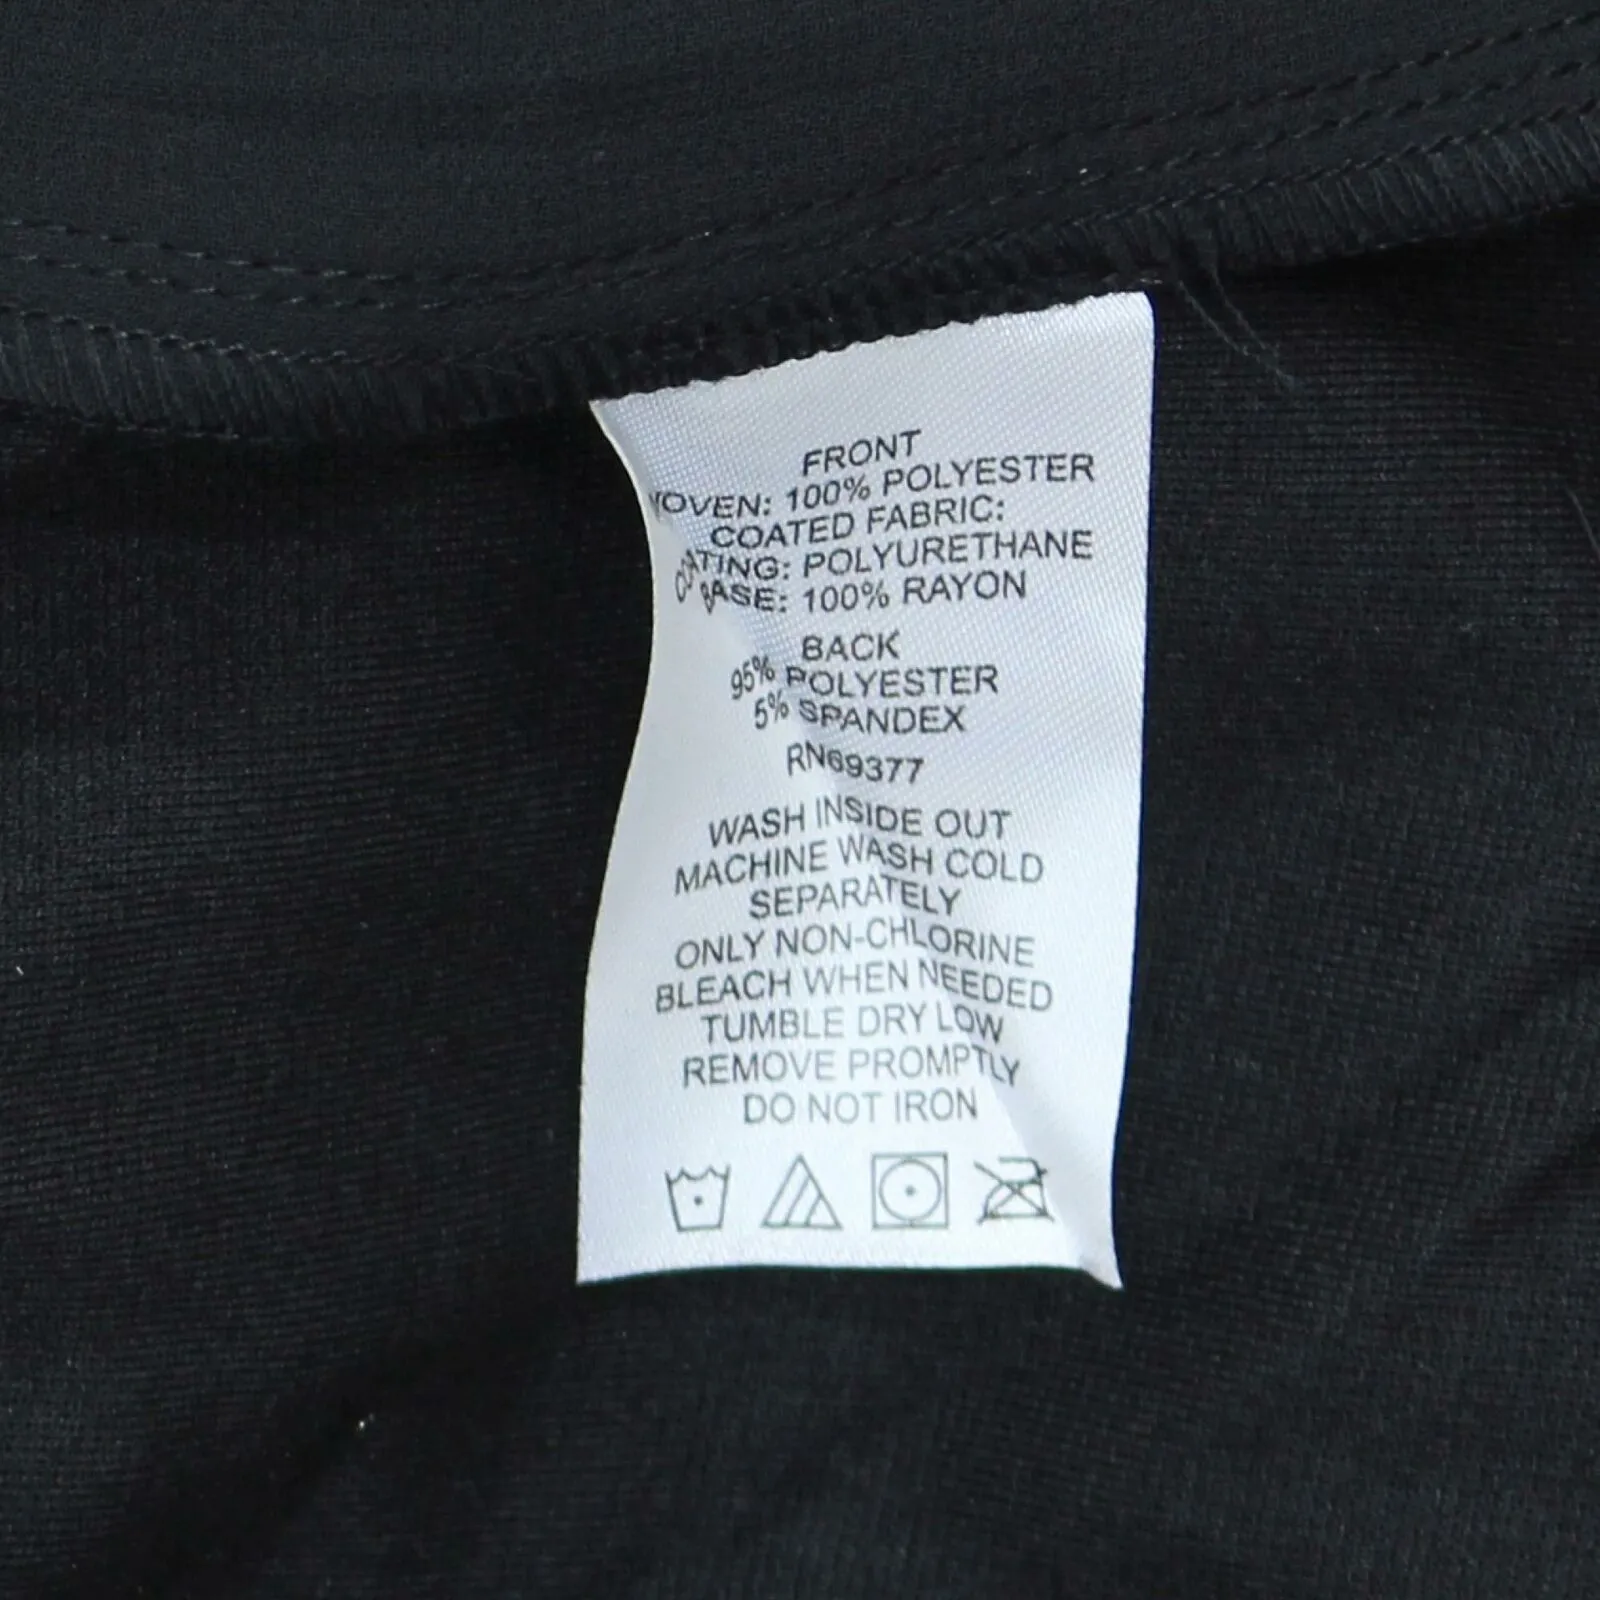 FRONT
WOVEN: 100% POLYESTER
COATED FABRIC:
COATING: POLYURETHANE
BASE: 100% RAYON
BACK
95% POLYESTER
5% SPANDEX
RN69377
WASH INSIDE OUT
MACHINE WASH COLD
SEPARATELY
ONLY NON-CHLORINE
BLEACH WHEN NEEDED
TUMBLE DRY LOW
REMOVE PROMPTLY
DO NOT IRON